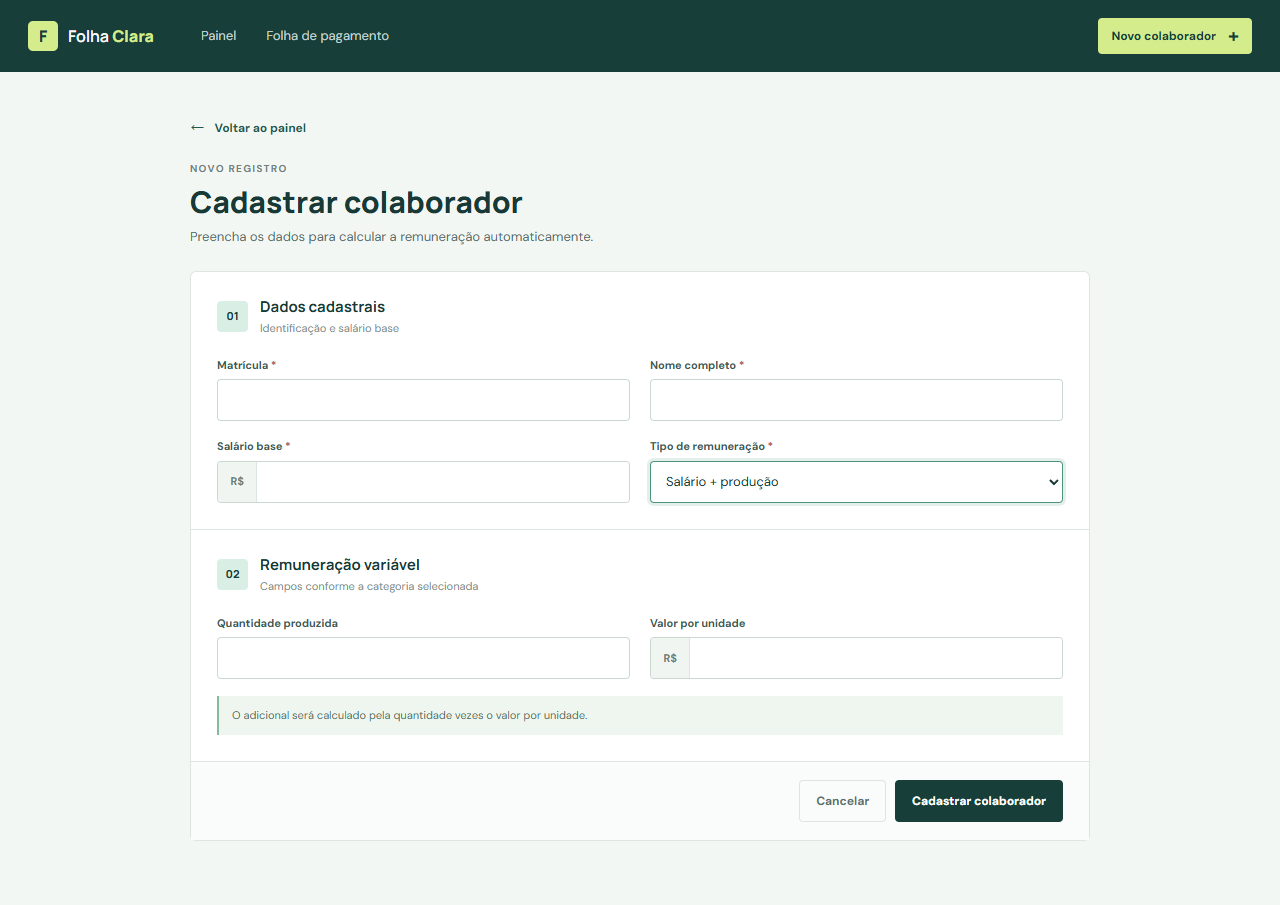 F Folha Clara Painel Folha de pagamento Novo colaborador +
← Voltar ao painel
NOVO REGISTRO
Cadastrar colaborador
Preencha os dados para calcular a remuneração automaticamente.
01 Dados cadastrais
Identificação e salário base
Matrícula * Nome completo *
Salário base * Tipo de remuneração *
R$ Salário + produção
02 Remuneração variável
Campos conforme a categoria selecionada
Quantidade produzida Valor por unidade
R$
O adicional será calculado pela quantidade vezes o valor por unidade.
Cancelar Cadastrar colaborador